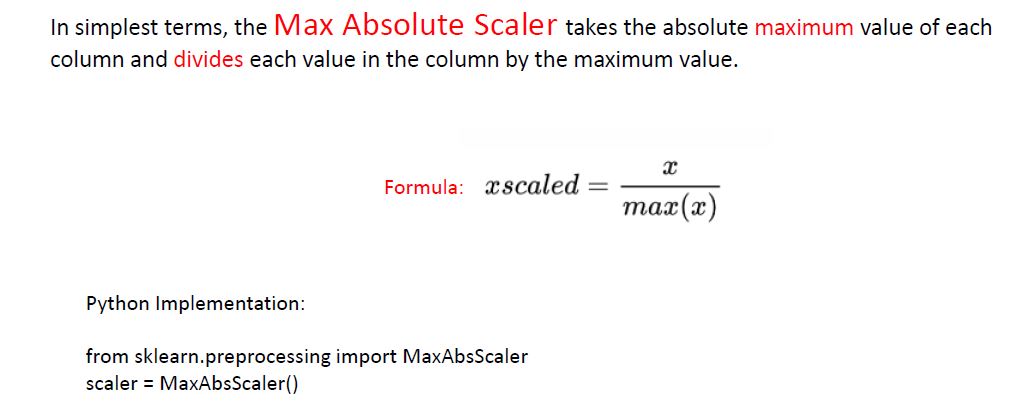 In simplest terms, the Max Absolute Scaler takes the absolute maximum value of each
column and divides each value in the column by the maximum value.
Formula: xscaled = x / max(x)
Python Implementation:
from sklearn.preprocessing import MaxAbsScaler
scaler = MaxAbsScaler()